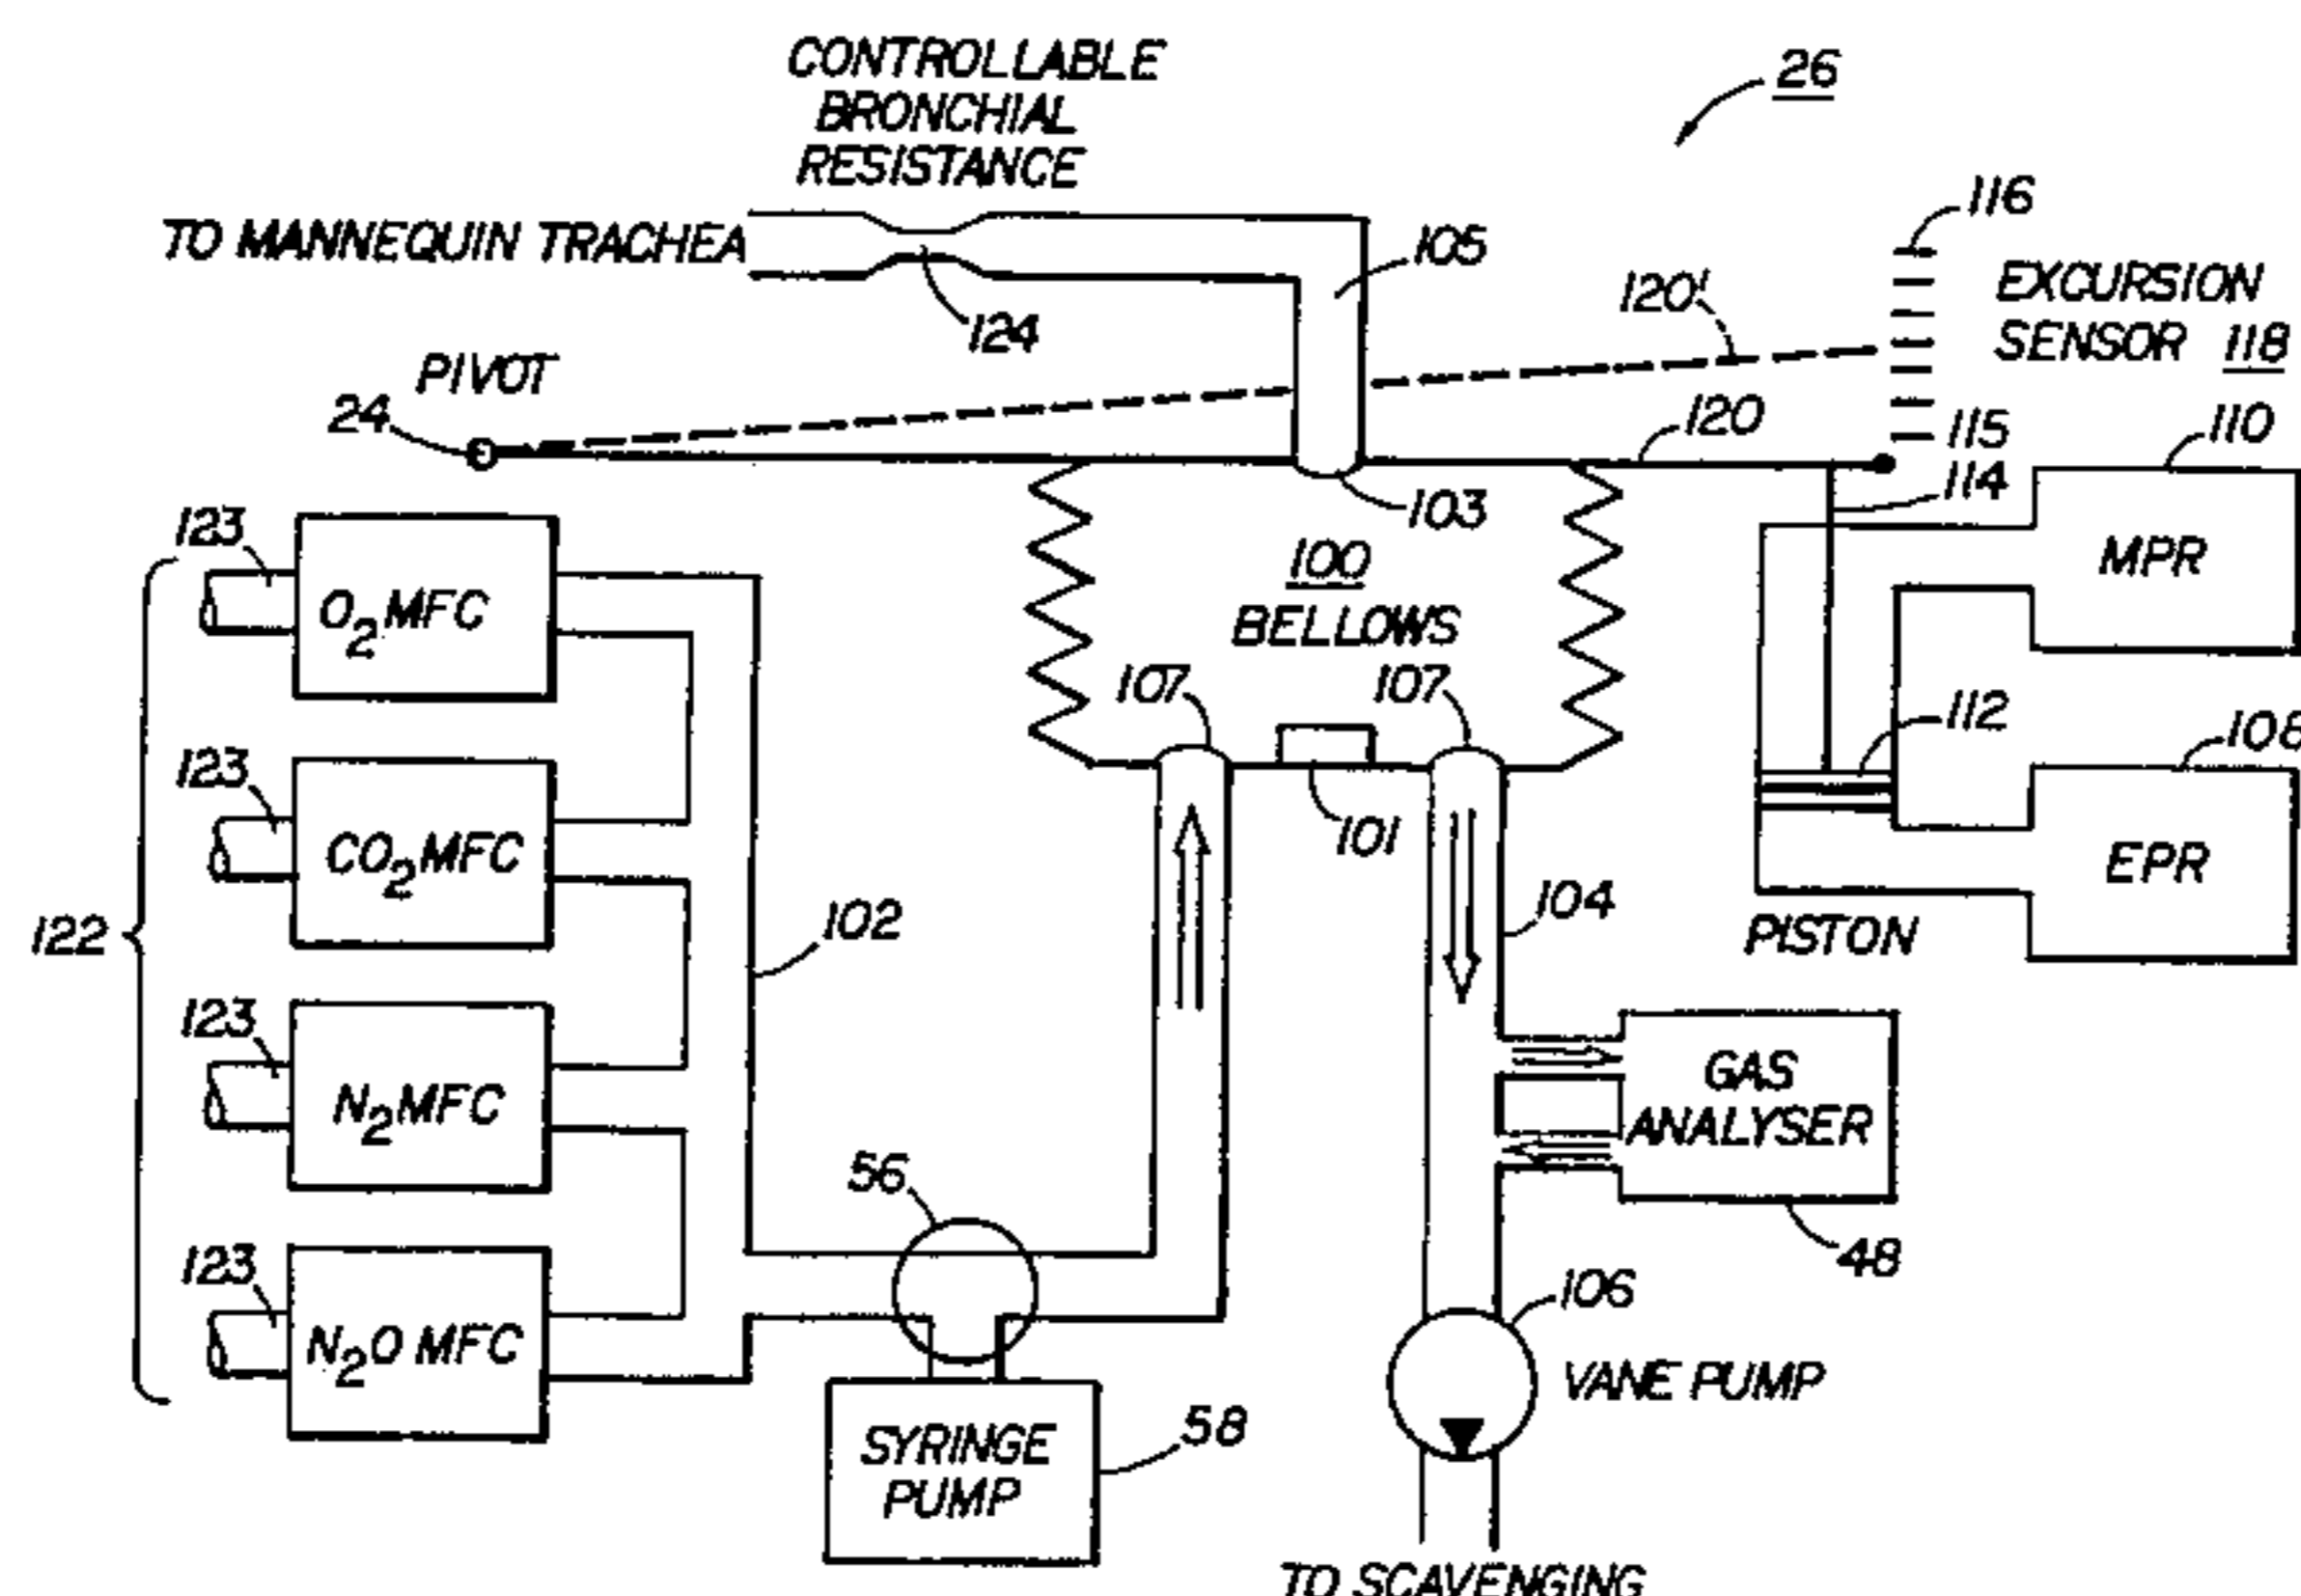 CONTROLLABLE
BRONCHIAL
RESISTANCE
26
116
TO MANNEQUIN TRACHEA
105
120'
EXCURSION
SENSOR 118
124
PIVOT
24
120
115
110
114
103
123
O2 MFC
100
BELLOWS
MPR
107
107
112
108
123
CO2 MFC
101
EPR
122
102
104
PISTON
123
N2 MFC
GAS
ANALYSER
56
48
123
N2O MFC
106
VANE PUMP
SYRINGE
PUMP
58
TO SCAVENGING